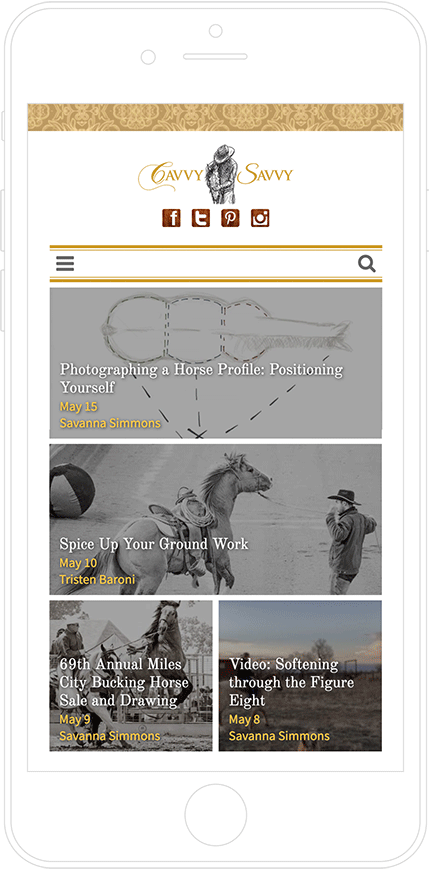 Cavvy Savvy
Photographing a Horse Profile: Positioning
Yourself
May 15
Savanna Simmons
Spice Up Your Ground Work
May 10
Tristen Baroni
69th Annual Miles
City Bucking Horse
Sale and Drawing
May 9
Savanna Simmons
Video: Softening
through the Figure
Eight
May 8
Savanna Simmons